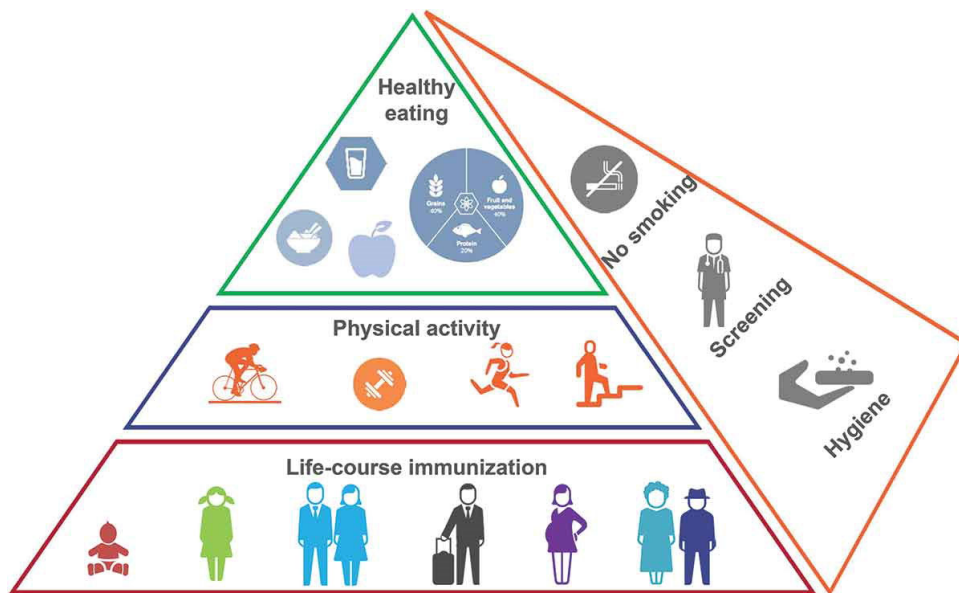 Healthy
eating
Grains
40%
Fruit and
vegetables
40%
Protein
20%
No smoking
Screening
Hygiene
Physical activity
Life-course immunization